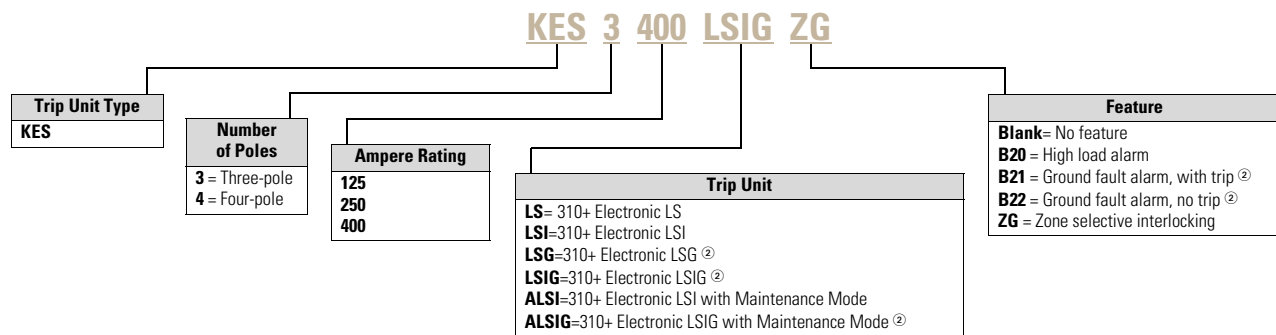 KES 3 400 LSIG ZG
Trip Unit Type
KES
Number
of Poles
3 = Three-pole
4 = Four-pole
Ampere Rating
125
250
400
Trip Unit
LS= 310+ Electronic LS
LSI=310+ Electronic LSI
LSG=310+ Electronic LSG ②
LSIG=310+ Electronic LSIG ②
ALSI=310+ Electronic LSI with Maintenance Mode
ALSIG=310+ Electronic LSIG with Maintenance Mode ②
Feature
Blank= No feature
B20 = High load alarm
B21 = Ground fault alarm, with trip ②
B22 = Ground fault alarm, no trip ②
ZG = Zone selective interlocking